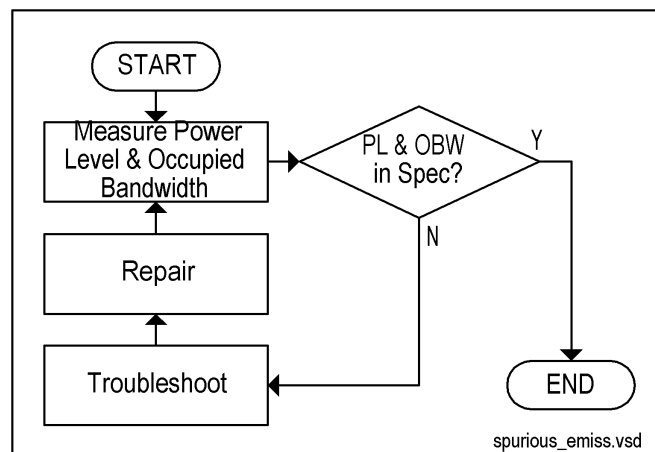 START
Measure Power
Level & Occupied
Bandwidth
PL & OBW
in Spec?
Y
N
Repair
Troubleshoot
END
spurious_emiss.vsd